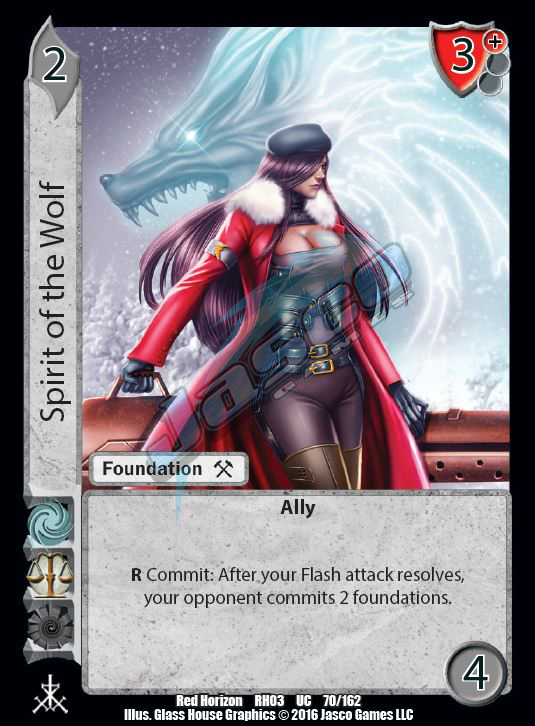 2
3 +
Spirit of the Wolf
Jasco
Foundation
Ally
R Commit: After your Flash attack resolves,
your opponent commits 2 foundations.
4
Red Horizon RH03 UC 70/162
Illus. Glass House Graphics © 2016 Jasco Games LLC